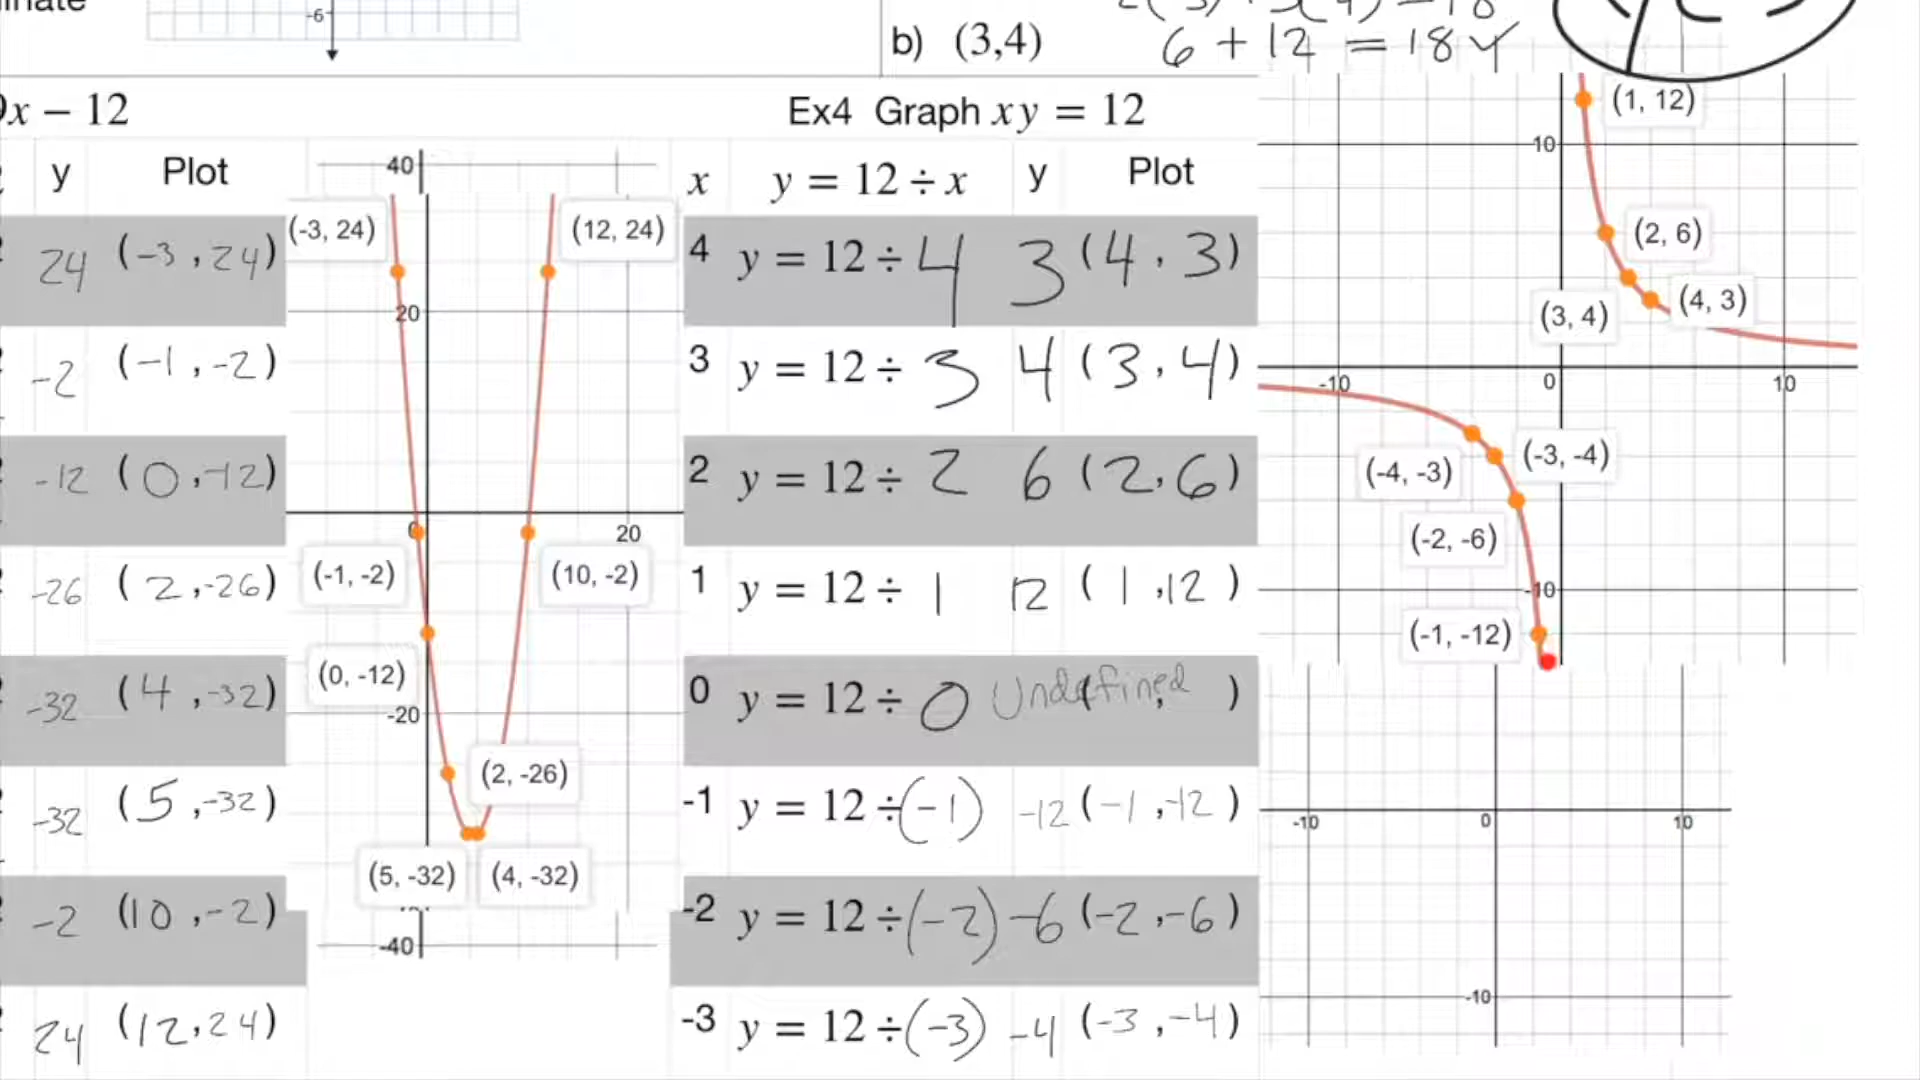 -6
b) (3,4)
6 + 12 = 18 ✓
x − 12
Ex4 Graph xy = 12
y Plot
24 (-3, 24)
-2 (-1, -2)
-12 (0, -12)
-26 (2, -26)
-32 (4, -32)
-32 (5, -32)
-2 (10, -2)
24 (12, 24)
40
(-3, 24)
(12, 24)
20
0
20
(-1, -2)
(10, -2)
(0, -12)
-20
(2, -26)
(5, -32)
(4, -32)
-40
x y = 12 ÷ x y Plot
4 y = 12 ÷ 4 3 (4, 3)
3 y = 12 ÷ 3 4 (3, 4)
2 y = 12 ÷ 2 6 (2, 6)
1 y = 12 ÷ 1 12 (1, 12)
0 y = 12 ÷ 0 Undefined ( , )
-1 y = 12 ÷ (-1) -12 (-1, -12)
-2 y = 12 ÷ (-2) -6 (-2, -6)
-3 y = 12 ÷ (-3) -4 (-3, -4)
(1, 12)
10
(2, 6)
(4, 3)
(3, 4)
-10
0
10
(-3, -4)
(-4, -3)
(-2, -6)
-10
(-1, -12)
-10
0
10
-10